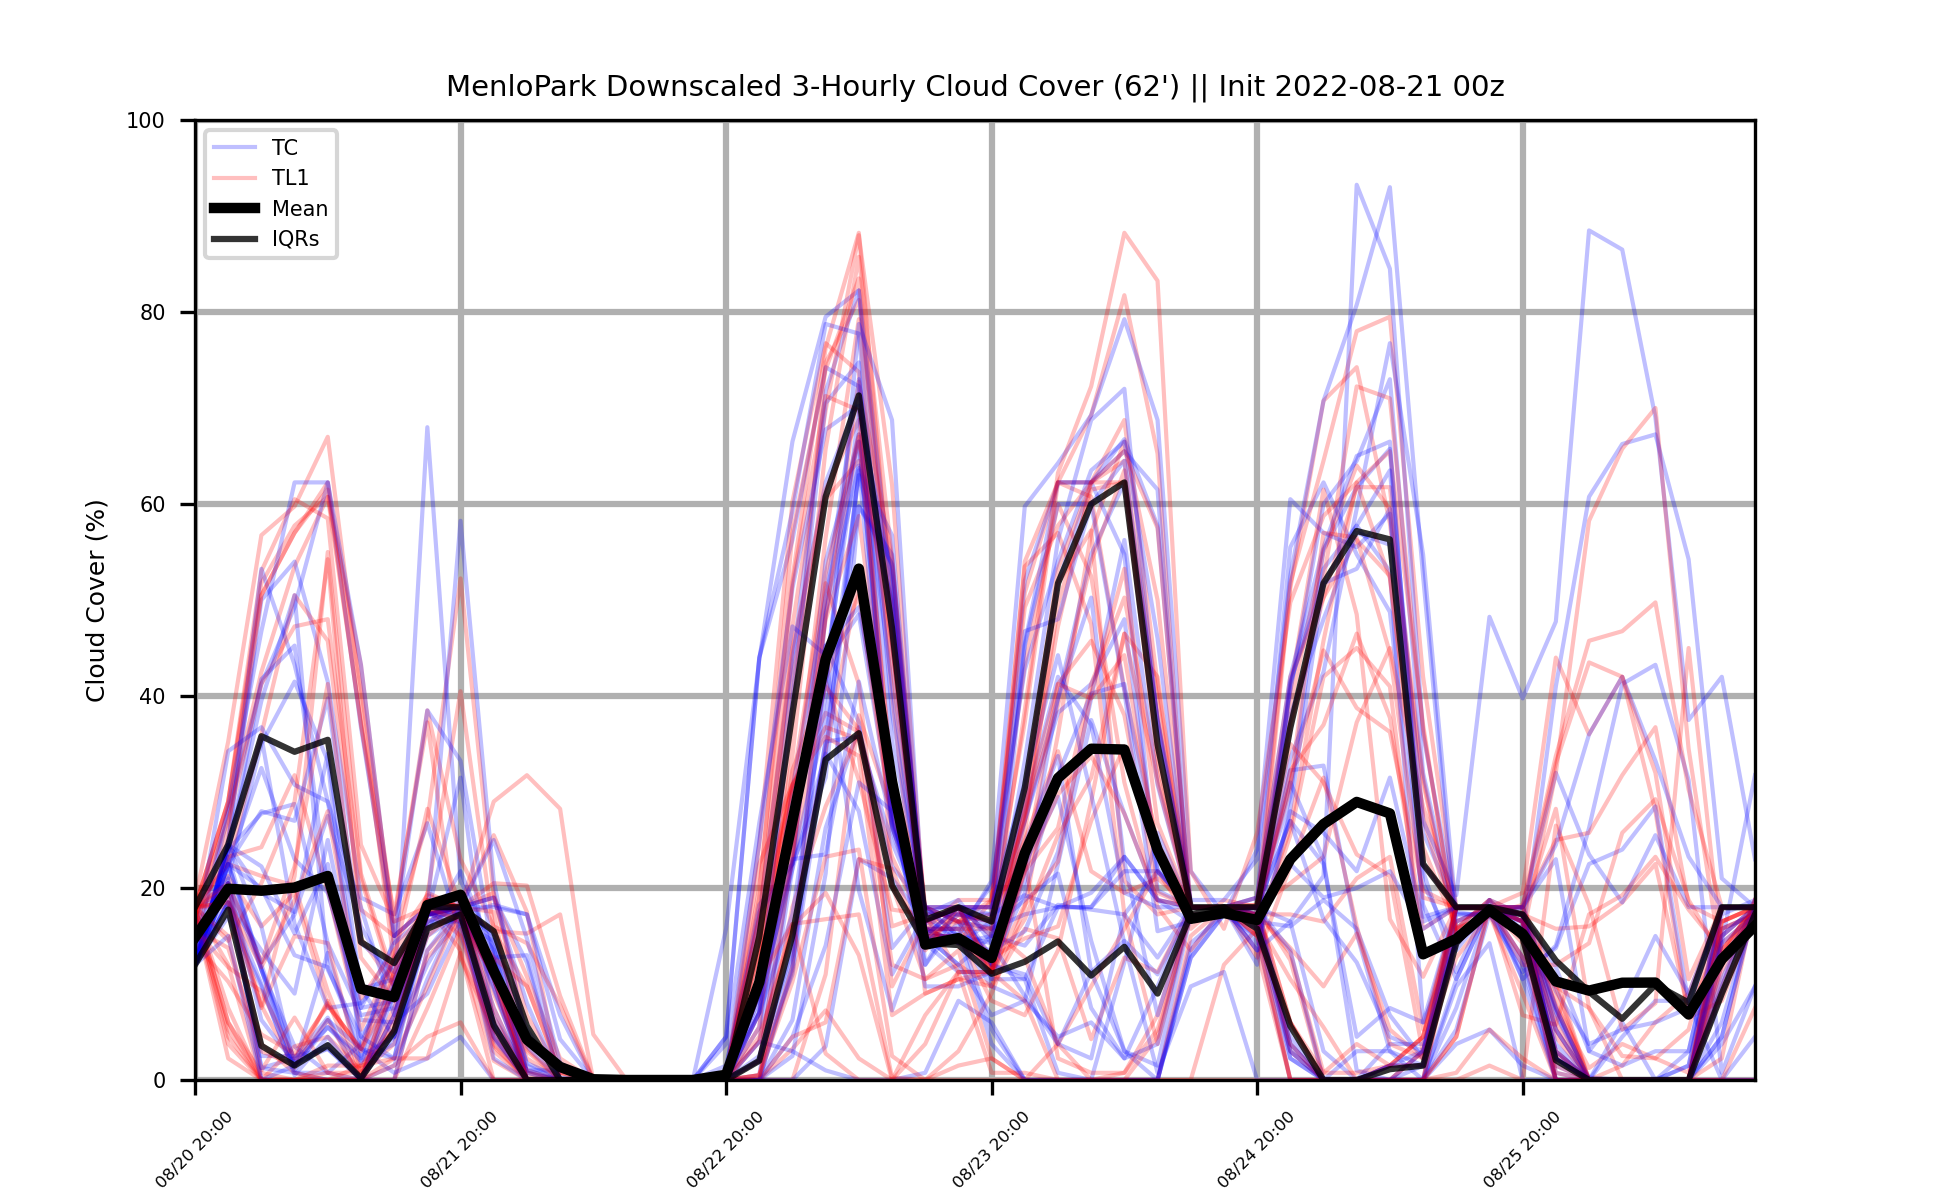 MenloPark Downscaled 3-Hourly Cloud Cover (62') || Init 2022-08-21 00z
100
80
60
40
20
0
Cloud Cover (%)
TC
TL1
Mean
IQRs
08/20 20:00
08/21 20:00
08/22 20:00
08/23 20:00
08/24 20:00
08/25 20:00